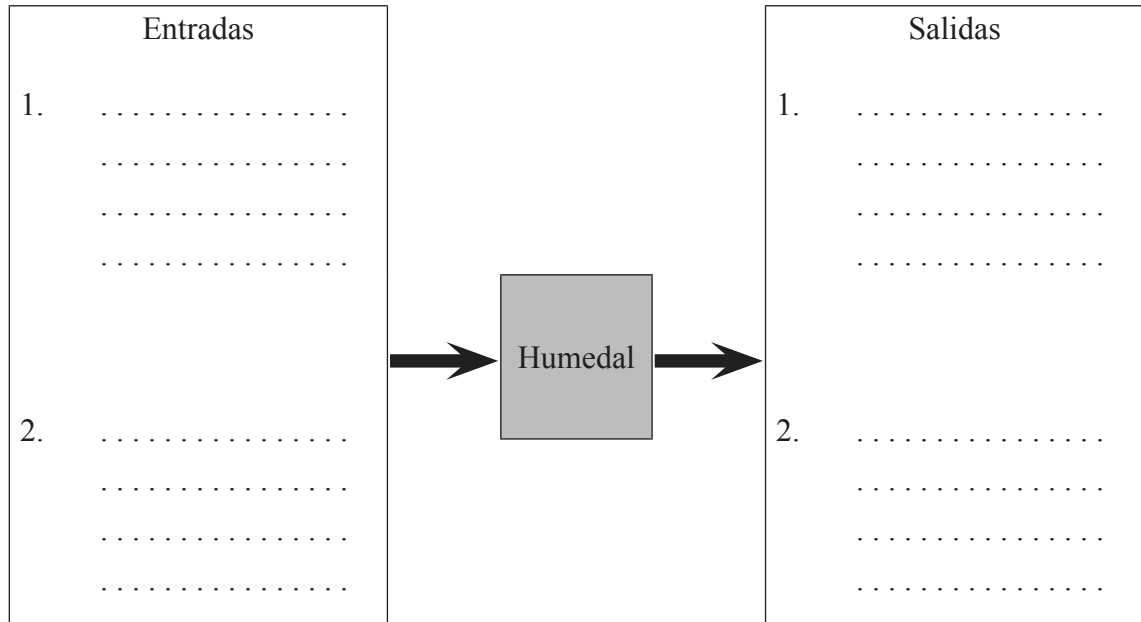 Entradas
1. . . . . . . . . . . . . . . . .
. . . . . . . . . . . . . . . .
. . . . . . . . . . . . . . . .
. . . . . . . . . . . . . . . .
2. . . . . . . . . . . . . . . . .
. . . . . . . . . . . . . . . .
. . . . . . . . . . . . . . . .
. . . . . . . . . . . . . . . .
Humedal
Salidas
1. . . . . . . . . . . . . . . . .
. . . . . . . . . . . . . . . .
. . . . . . . . . . . . . . . .
. . . . . . . . . . . . . . . .
2. . . . . . . . . . . . . . . . .
. . . . . . . . . . . . . . . .
. . . . . . . . . . . . . . . .
. . . . . . . . . . . . . . . .